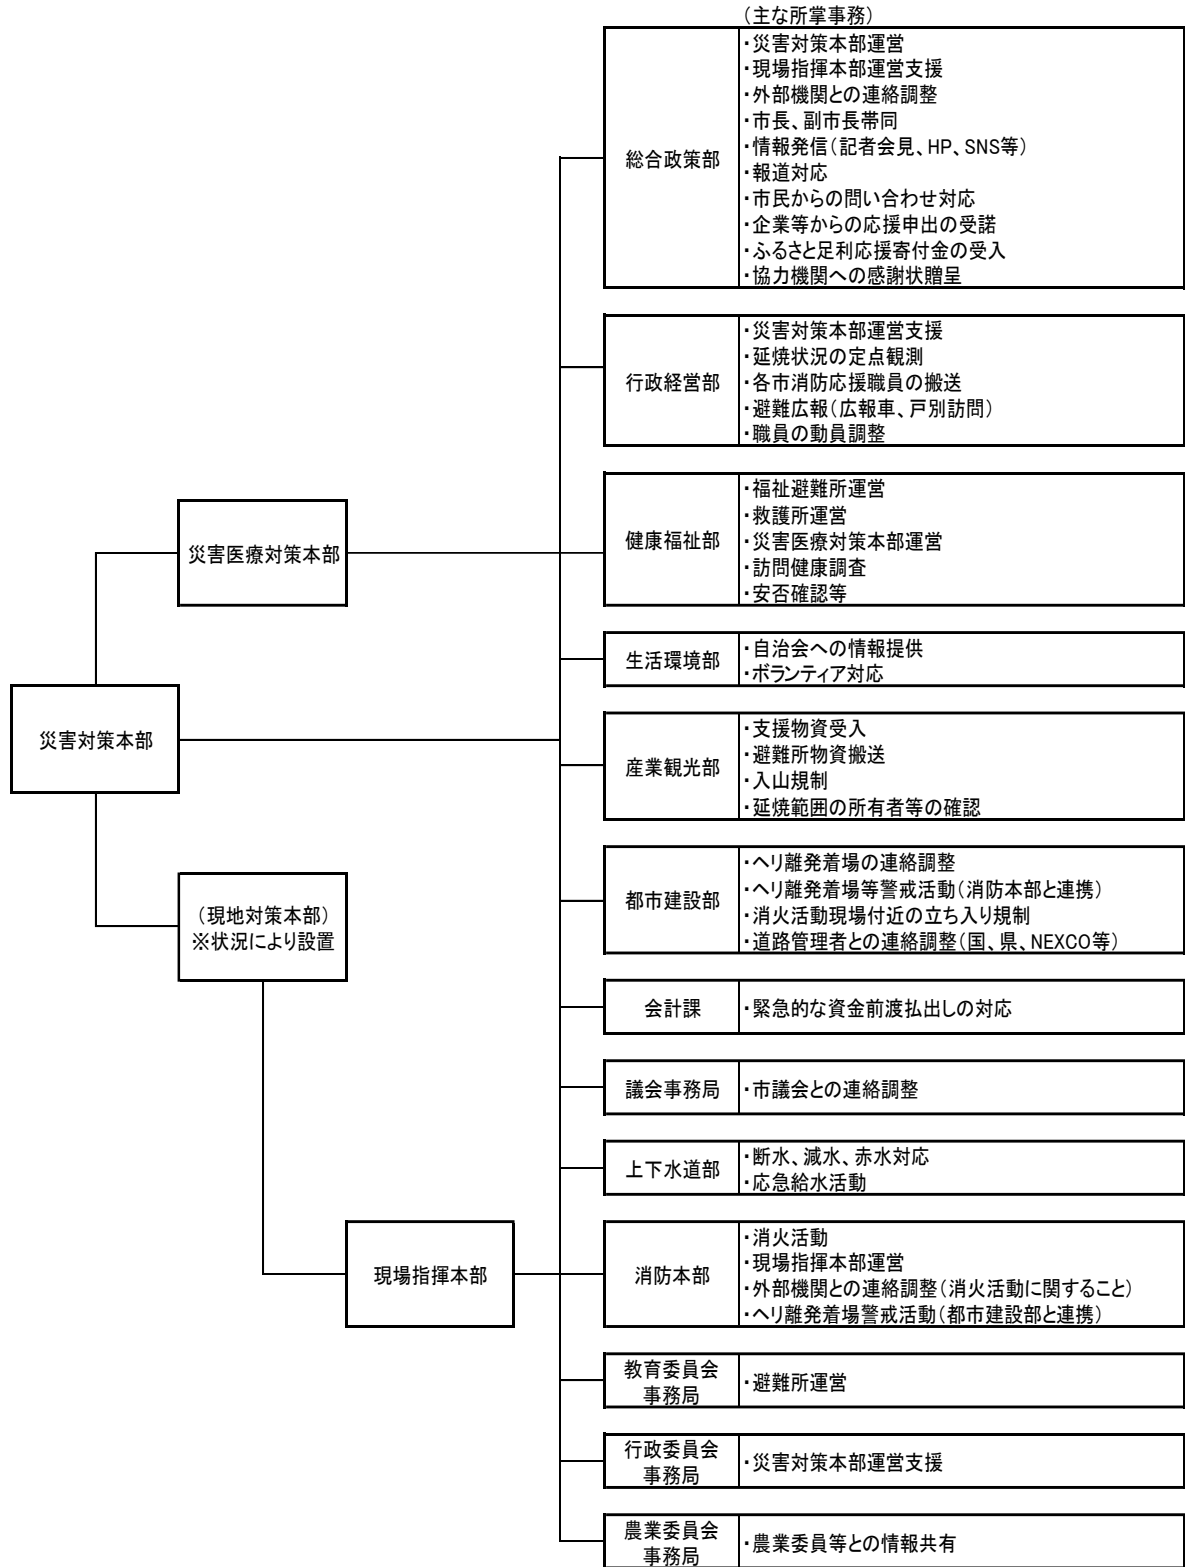 （主な所掌事務）
総合政策部
・災害対策本部運営
・現場指揮本部運営支援
・外部機関との連絡調整
・市長、副市長帯同
・情報発信（記者会見、HP、SNS等）
・報道対応
・市民からの問い合わせ対応
・企業等からの応援申出の受諾
・ふるさと足利応援寄付金の受入
・協力機関への感謝状贈呈
行政経営部
・災害対策本部運営支援
・延焼状況の定点観測
・各市消防応援職員の搬送
・避難広報（広報車、戸別訪問）
・職員の動員調整
災害医療対策本部
健康福祉部
・福祉避難所運営
・救護所運営
・災害医療対策本部運営
・訪問健康調査
・安否確認等
生活環境部
・自治会への情報提供
・ボランティア対応
災害対策本部
産業観光部
・支援物資受入
・避難所物資搬送
・入山規制
・延焼範囲の所有者等の確認
（現地対策本部）
※状況により設置
都市建設部
・ヘリ離発着場の連絡調整
・ヘリ離発着場等警戒活動（消防本部と連携）
・消火活動現場付近の立ち入り規制
・道路管理者との連絡調整（国、県、NEXCO等）
会計課
・緊急的な資金前渡払出しの対応
議会事務局
・市議会との連絡調整
上下水道部
・断水、減水、赤水対応
・応急給水活動
現場指揮本部
消防本部
・消火活動
・現場指揮本部運営
・外部機関との連絡調整（消火活動に関すること）
・ヘリ離発着場警戒活動（都市建設部と連携）
教育委員会
事務局
・避難所運営
行政委員会
事務局
・災害対策本部運営支援
農業委員会
事務局
・農業委員等との情報共有